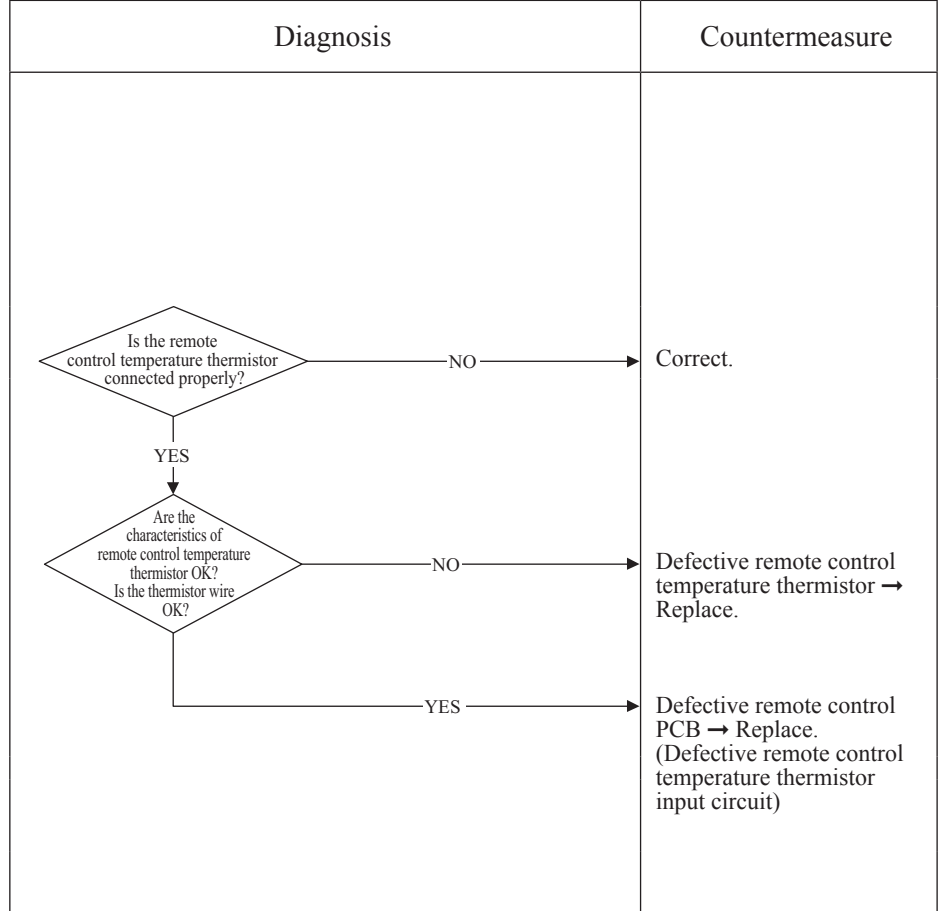 Diagnosis
Countermeasure
Is the remote
control temperature thermistor
connected properly?
NO
Correct.
YES
Are the
characteristics of
remote control temperature
thermistor OK?
Is the thermistor wire
OK?
NO
Defective remote control
temperature thermistor →
Replace.
YES
Defective remote control
PCB → Replace.
(Defective remote control
temperature thermistor
input circuit)